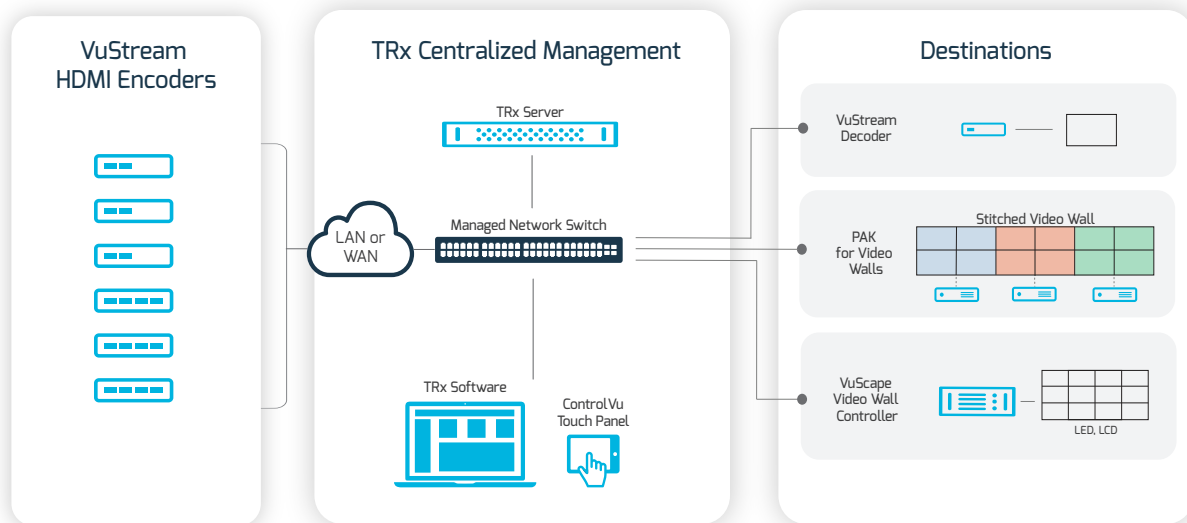 VuStream
HDMI Encoders
TRx Centralized Management
TRx Server
LAN or
WAN
Managed Network Switch
TRx Software
ControlVu
Touch Panel
Destinations
VuStream
Decoder
PAK
for Video
Walls
Stitched Video Wall
VuScape
Video Wall
Controller
LED, LCD